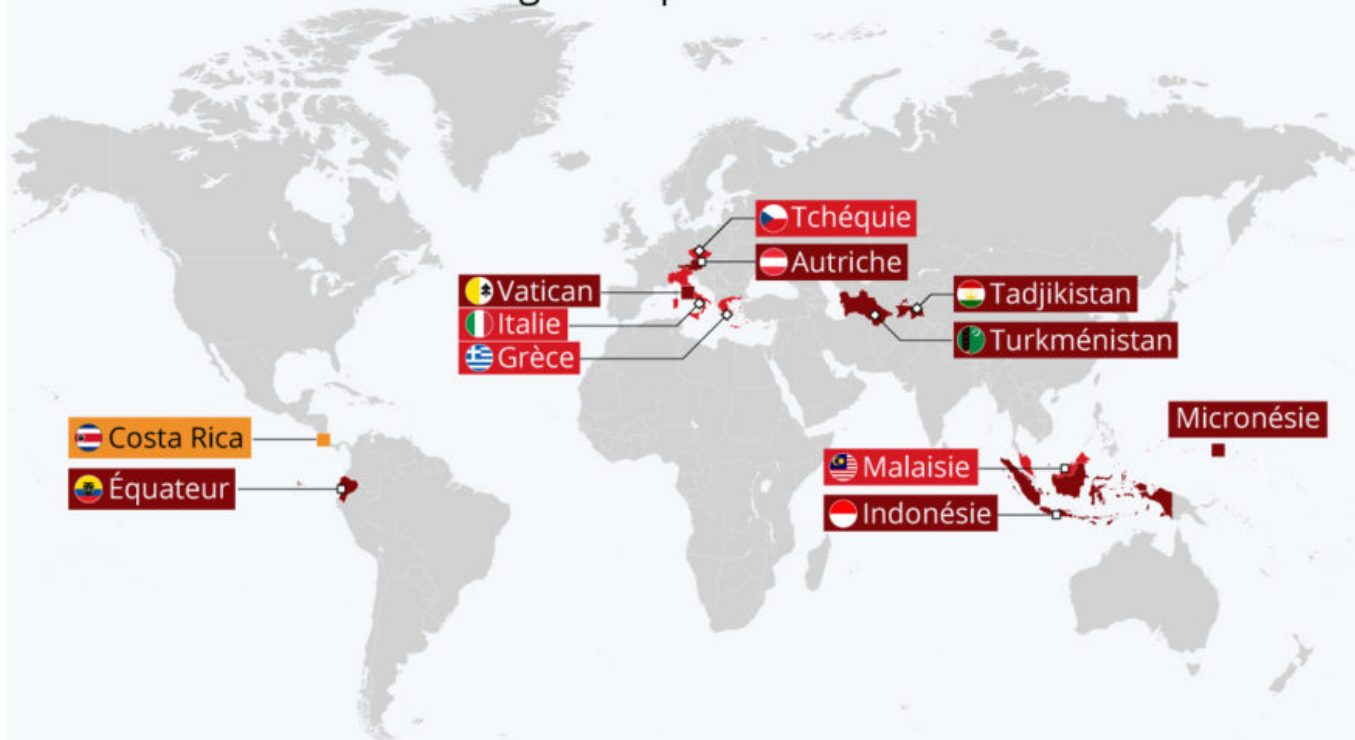 Tchéquie
Autriche
Vatican
Italie
Grèce
Tadjikistan
Turkménistan
Costa Rica
Équateur
Micronésie
Malaisie
Indonésie